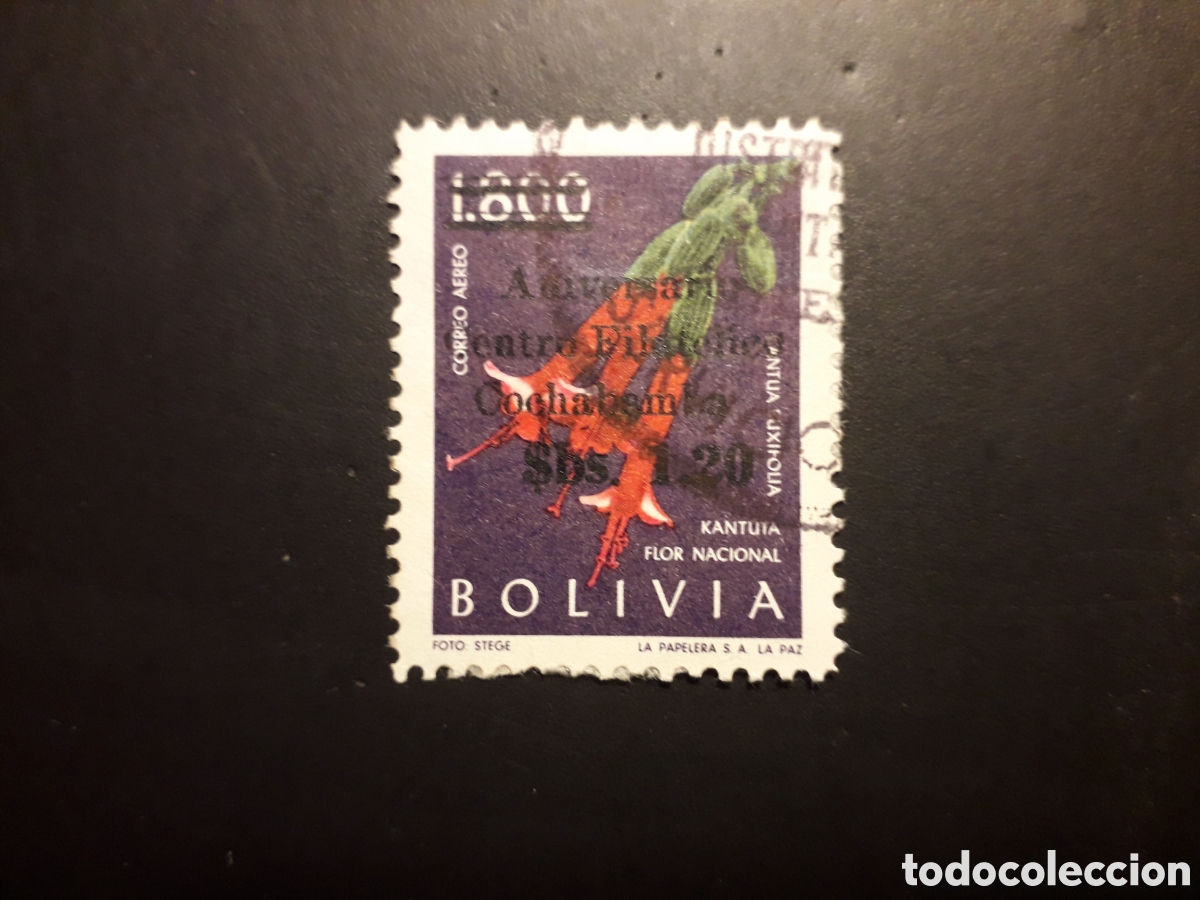 1.800
CORREO AEREO
Aniversario
Centro Filatelico
Cochabamba
$bs. 1.20
KANTUTA
FLOR NACIONAL
BOLIVIA
FOTO: STEGE
LA PAPELERA S. A. LA PAZ
todocoleccion